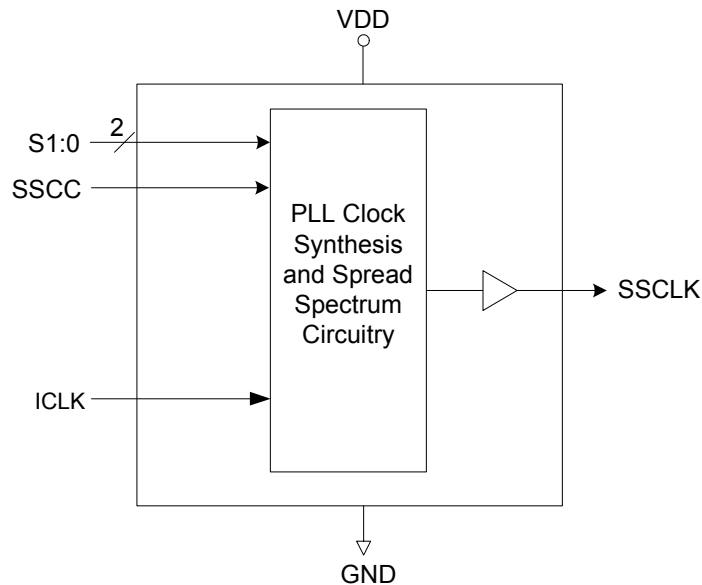 VDD
2
S1:0
SSCC
PLL Clock
Synthesis
and Spread
Spectrum
Circuitry
SSCLK
ICLK
GND